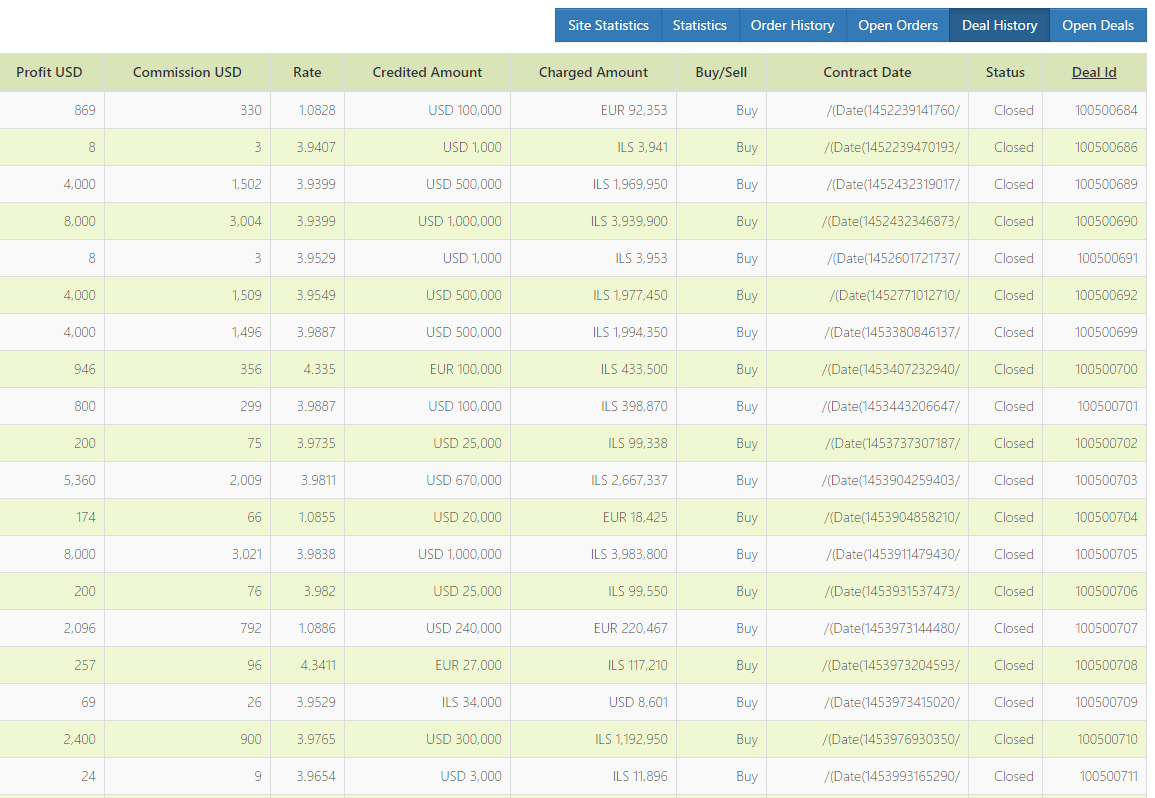 Site Statistics Statistics Order History Open Orders Deal History Open Deals
Profit USD Commission USD Rate Credited Amount Charged Amount Buy/Sell Contract Date Status Deal Id
869 330 1.0828 USD 100,000 EUR 92,353 Buy /(Date(1452239141760/ Closed 100500684
8 3 3.9407 USD 1,000 ILS 3,941 Buy /(Date(1452239470193/ Closed 100500686
4,000 1,502 3.9399 USD 500,000 ILS 1,969,950 Buy /(Date(1452432319017/ Closed 100500689
8,000 3,004 3.9399 USD 1,000,000 ILS 3,939,900 Buy /(Date(1452432346873/ Closed 100500690
8 3 3.9529 USD 1,000 ILS 3,953 Buy /(Date(1452601721737/ Closed 100500691
4,000 1,509 3.9549 USD 500,000 ILS 1,977,450 Buy /(Date(1452771012710/ Closed 100500692
4,000 1,496 3.9887 USD 500,000 ILS 1,994,350 Buy /(Date(1453380846137/ Closed 100500699
946 356 4.335 EUR 100,000 ILS 433,500 Buy /(Date(1453407232940/ Closed 100500700
800 299 3.9887 USD 100,000 ILS 398,870 Buy /(Date(1453443206647/ Closed 100500701
200 75 3.9735 USD 25,000 ILS 99,338 Buy /(Date(1453737307187/ Closed 100500702
5,360 2,009 3.9811 USD 670,000 ILS 2,667,337 Buy /(Date(1453904259403/ Closed 100500703
174 66 1.0855 USD 20,000 EUR 18,425 Buy /(Date(1453904858210/ Closed 100500704
8,000 3,021 3.9838 USD 1,000,000 ILS 3,983,800 Buy /(Date(1453911479430/ Closed 100500705
200 76 3.982 USD 25,000 ILS 99,550 Buy /(Date(1453931537473/ Closed 100500706
2,096 792 1.0886 USD 240,000 EUR 220,467 Buy /(Date(1453973144480/ Closed 100500707
257 96 4.3411 EUR 27,000 ILS 117,210 Buy /(Date(1453973204593/ Closed 100500708
69 26 3.9529 ILS 34,000 USD 8,601 Buy /(Date(1453973415020/ Closed 100500709
2,400 900 3.9765 USD 300,000 ILS 1,192,950 Buy /(Date(1453976930350/ Closed 100500710
24 9 3.9654 USD 3,000 ILS 11,896 Buy /(Date(1453993165290/ Closed 100500711